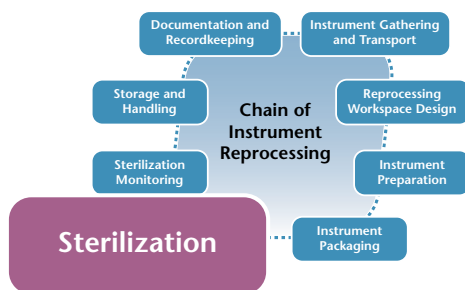 Documentation and
Recordkeeping
Instrument Gathering
and Transport
Storage and
Handling
Chain of
Instrument
Reprocessing
Reprocessing
Workspace Design
Sterilization
Monitoring
Instrument
Preparation
Sterilization
Instrument
Packaging